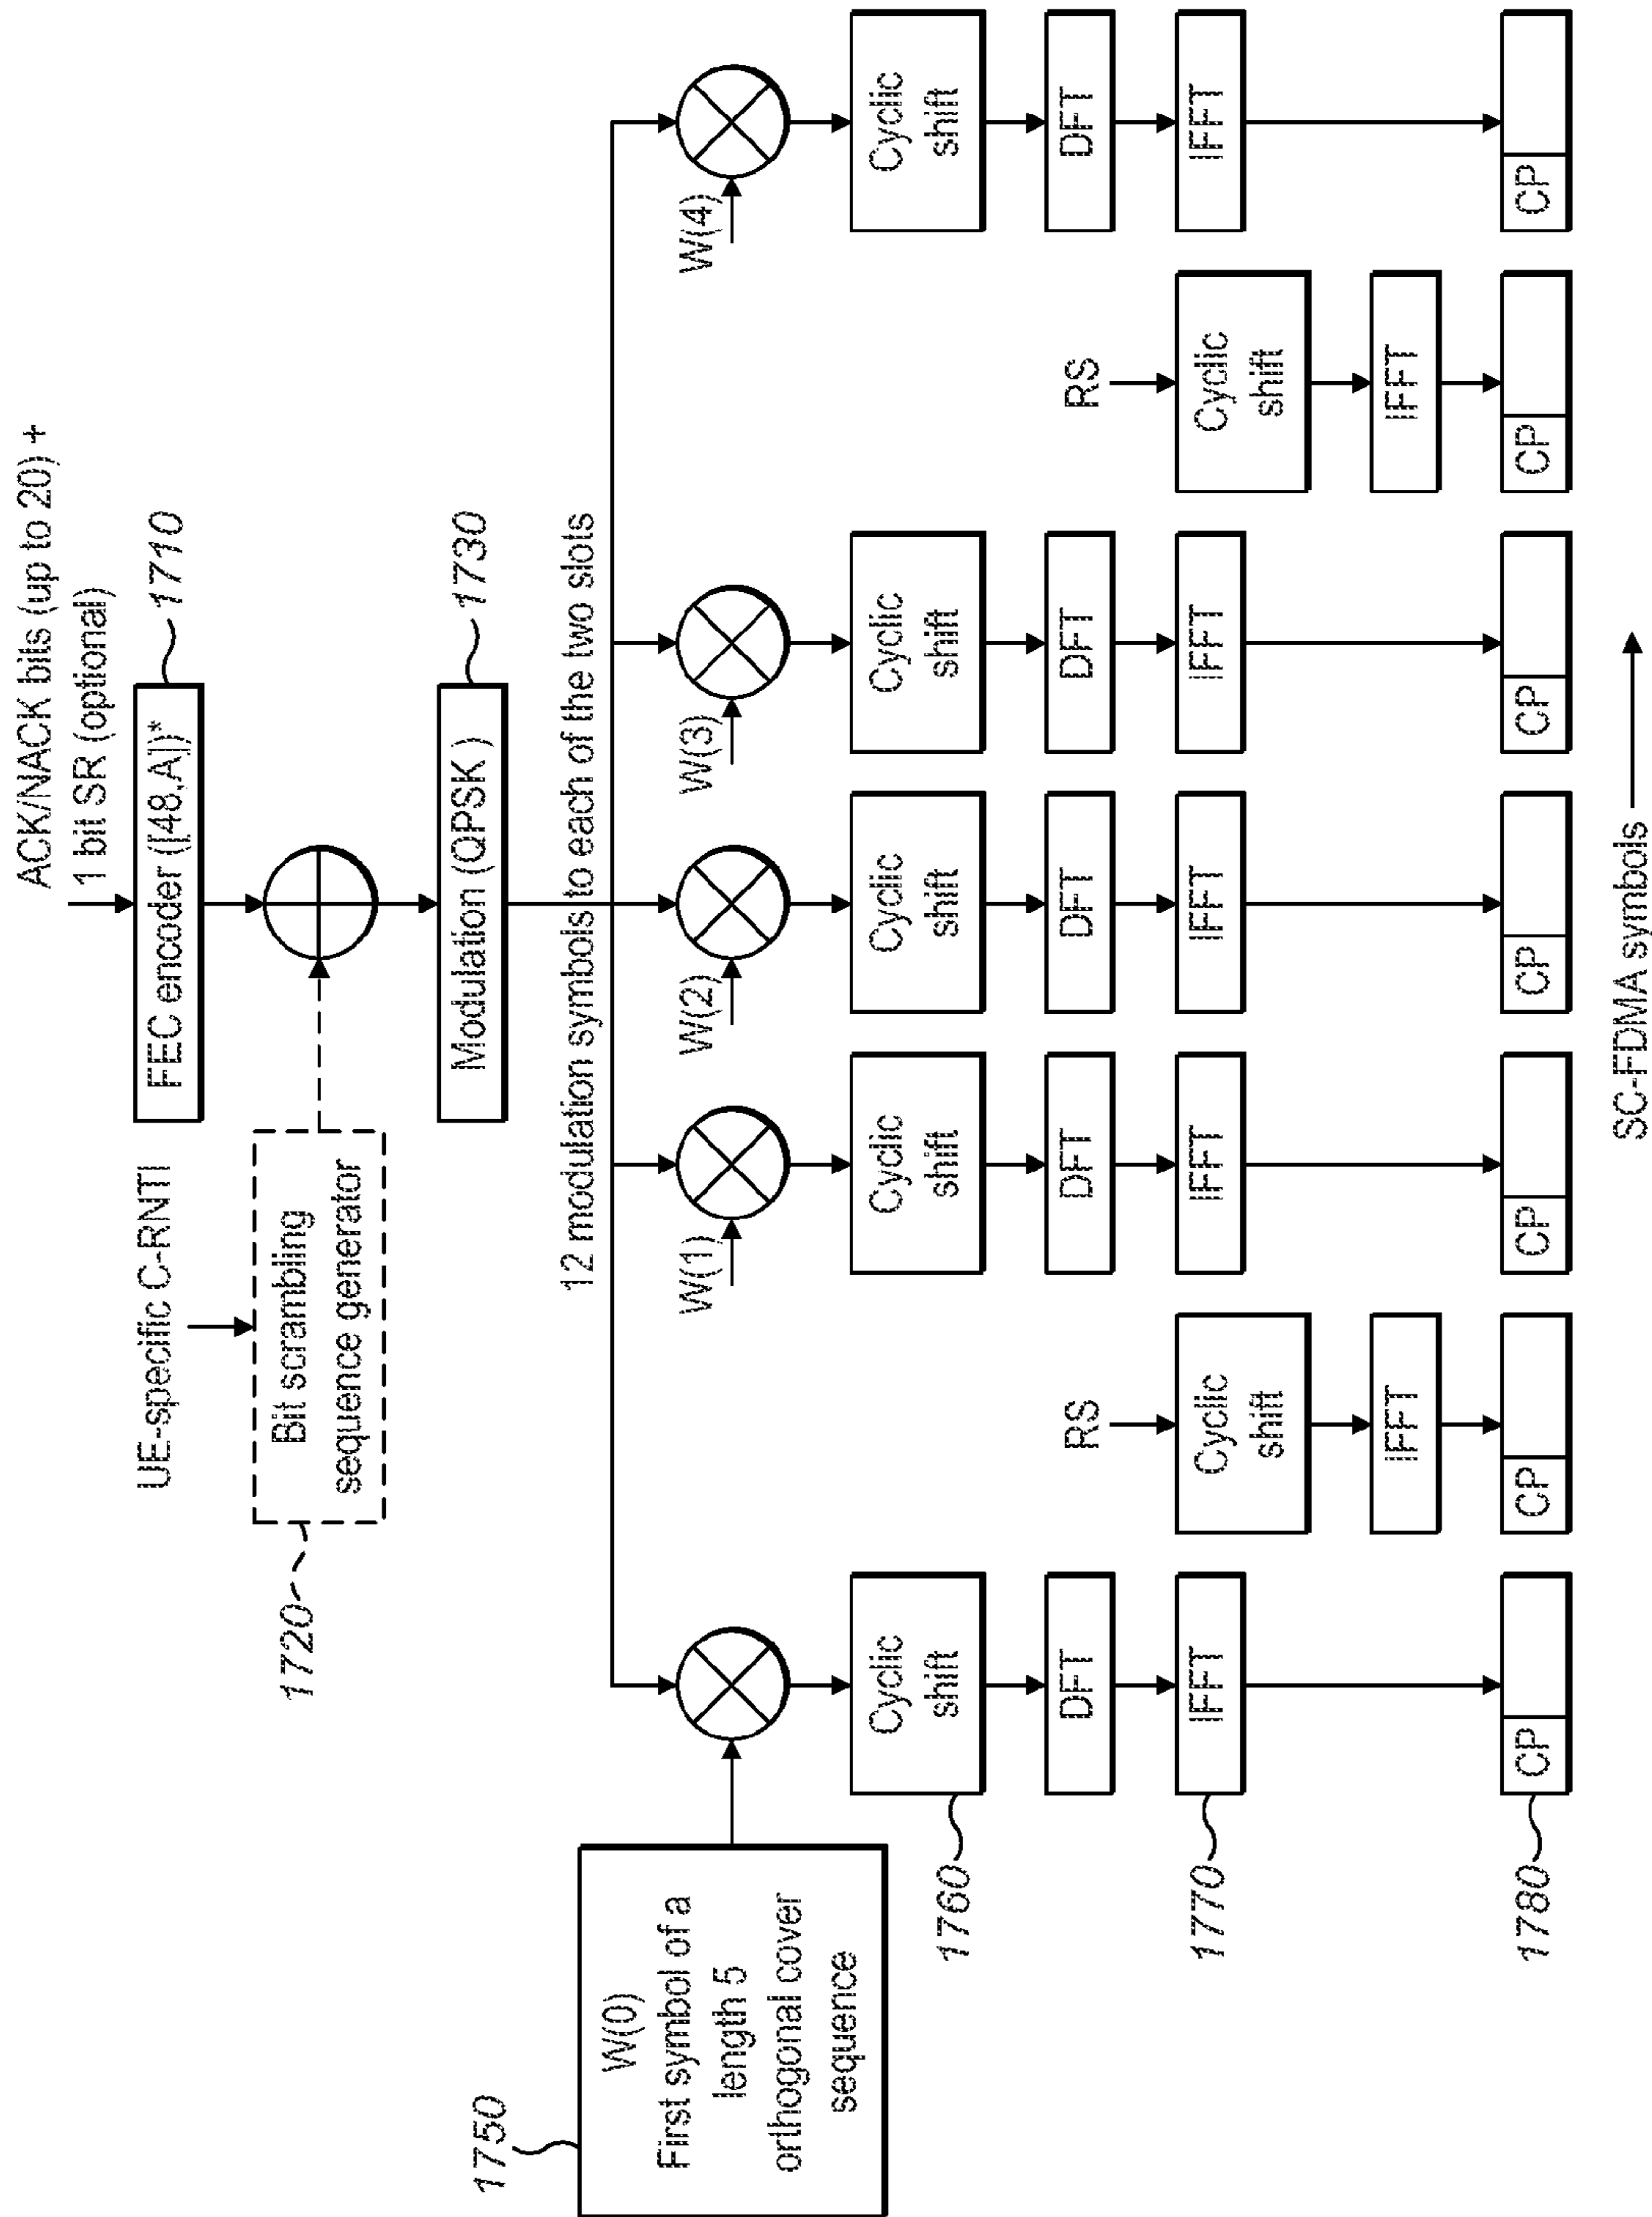 ACK/NACK bits (up to 20) +
1 bit SR (optional)
UE-specific C-RNTI
FEC encoder ([48,A])*
1710
Bit scrambling
sequence generator
1720
Modulation (QPSK )
1730
12 modulation symbols to each of the two slots
1750
W(0)
First symbol of a
length 5
orthogonal cover
sequence
W(1)
W(2)
W(3)
W(4)
1760
Cyclic
shift
Cyclic
shift
Cyclic
shift
Cyclic
shift
Cyclic
shift
DFT
DFT
DFT
DFT
DFT
RS
RS
1770
IFFT
Cyclic
shift
IFFT
IFFT
IFFT
Cyclic
shift
IFFT
IFFT
IFFT
1780
CP
CP
CP
CP
CP
CP
CP
SC-FDMA symbols